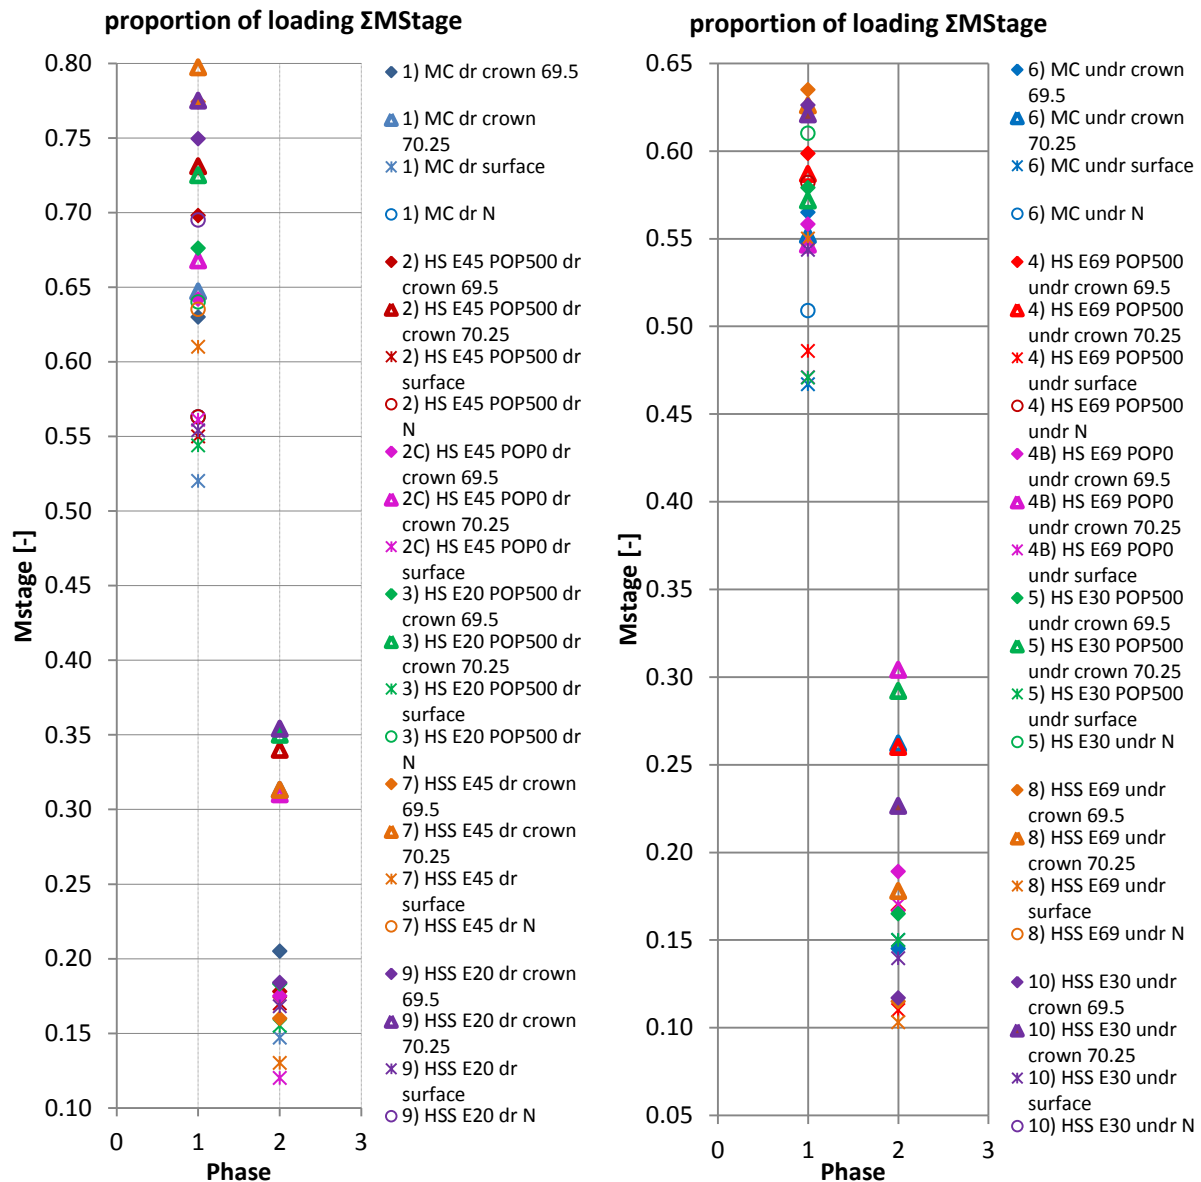 proportion of loading ΣMStage
0.80
0.75
0.70
0.65
0.60
0.55
0.50
0.45
0.40
0.35
0.30
0.25
0.20
0.15
0.10
Mstage [-]
0
1
2
3
Phase
1) MC dr crown 69.5
1) MC dr crown
70.25
1) MC dr surface
1) MC dr N
2) HS E45 POP500 dr
crown 69.5
2) HS E45 POP500 dr
crown 70.25
2) HS E45 POP500 dr
surface
2) HS E45 POP500 dr
N
2C) HS E45 POP0 dr
crown 69.5
2C) HS E45 POP0 dr
crown 70.25
2C) HS E45 POP0 dr
surface
3) HS E20 POP500 dr
crown 69.5
3) HS E20 POP500 dr
crown 70.25
3) HS E20 POP500 dr
surface
3) HS E20 POP500 dr
N
7) HSS E45 dr crown
69.5
7) HSS E45 dr crown
70.25
7) HSS E45 dr
surface
7) HSS E45 dr N
9) HSS E20 dr crown
69.5
9) HSS E20 dr crown
70.25
9) HSS E20 dr
surface
9) HSS E20 dr N
proportion of loading ΣMStage
0.65
0.60
0.55
0.50
0.45
0.40
0.35
0.30
0.25
0.20
0.15
0.10
0.05
Mstage [-]
0
1
2
3
Phase
6) MC undr crown
69.5
6) MC undr crown
70.25
6) MC undr surface
6) MC undr N
4) HS E69 POP500
undr crown 69.5
4) HS E69 POP500
undr crown 70.25
4) HS E69 POP500
undr surface
4) HS E69 POP500
undr N
4B) HS E69 POP0
undr crown 69.5
4B) HS E69 POP0
undr crown 70.25
4B) HS E69 POP0
undr surface
5) HS E30 POP500
undr crown 69.5
5) HS E30 POP500
undr crown 70.25
5) HS E30 POP500
undr surface
5) HS E30 undr N
8) HSS E69 undr
crown 69.5
8) HSS E69 undr
crown 70.25
8) HSS E69 undr
surface
8) HSS E69 undr N
10) HSS E30 undr
crown 69.5
10) HSS E30 undr
crown 70.25
10) HSS E30 undr
surface
10) HSS E30 undr N